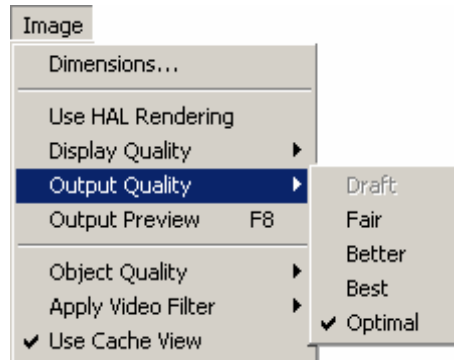 Image
Dimensions...
Use HAL Rendering
Display Quality
Output Quality
Output Preview F8
Object Quality
Apply Video Filter
Use Cache View
Draft
Fair
Better
Best
Optimal